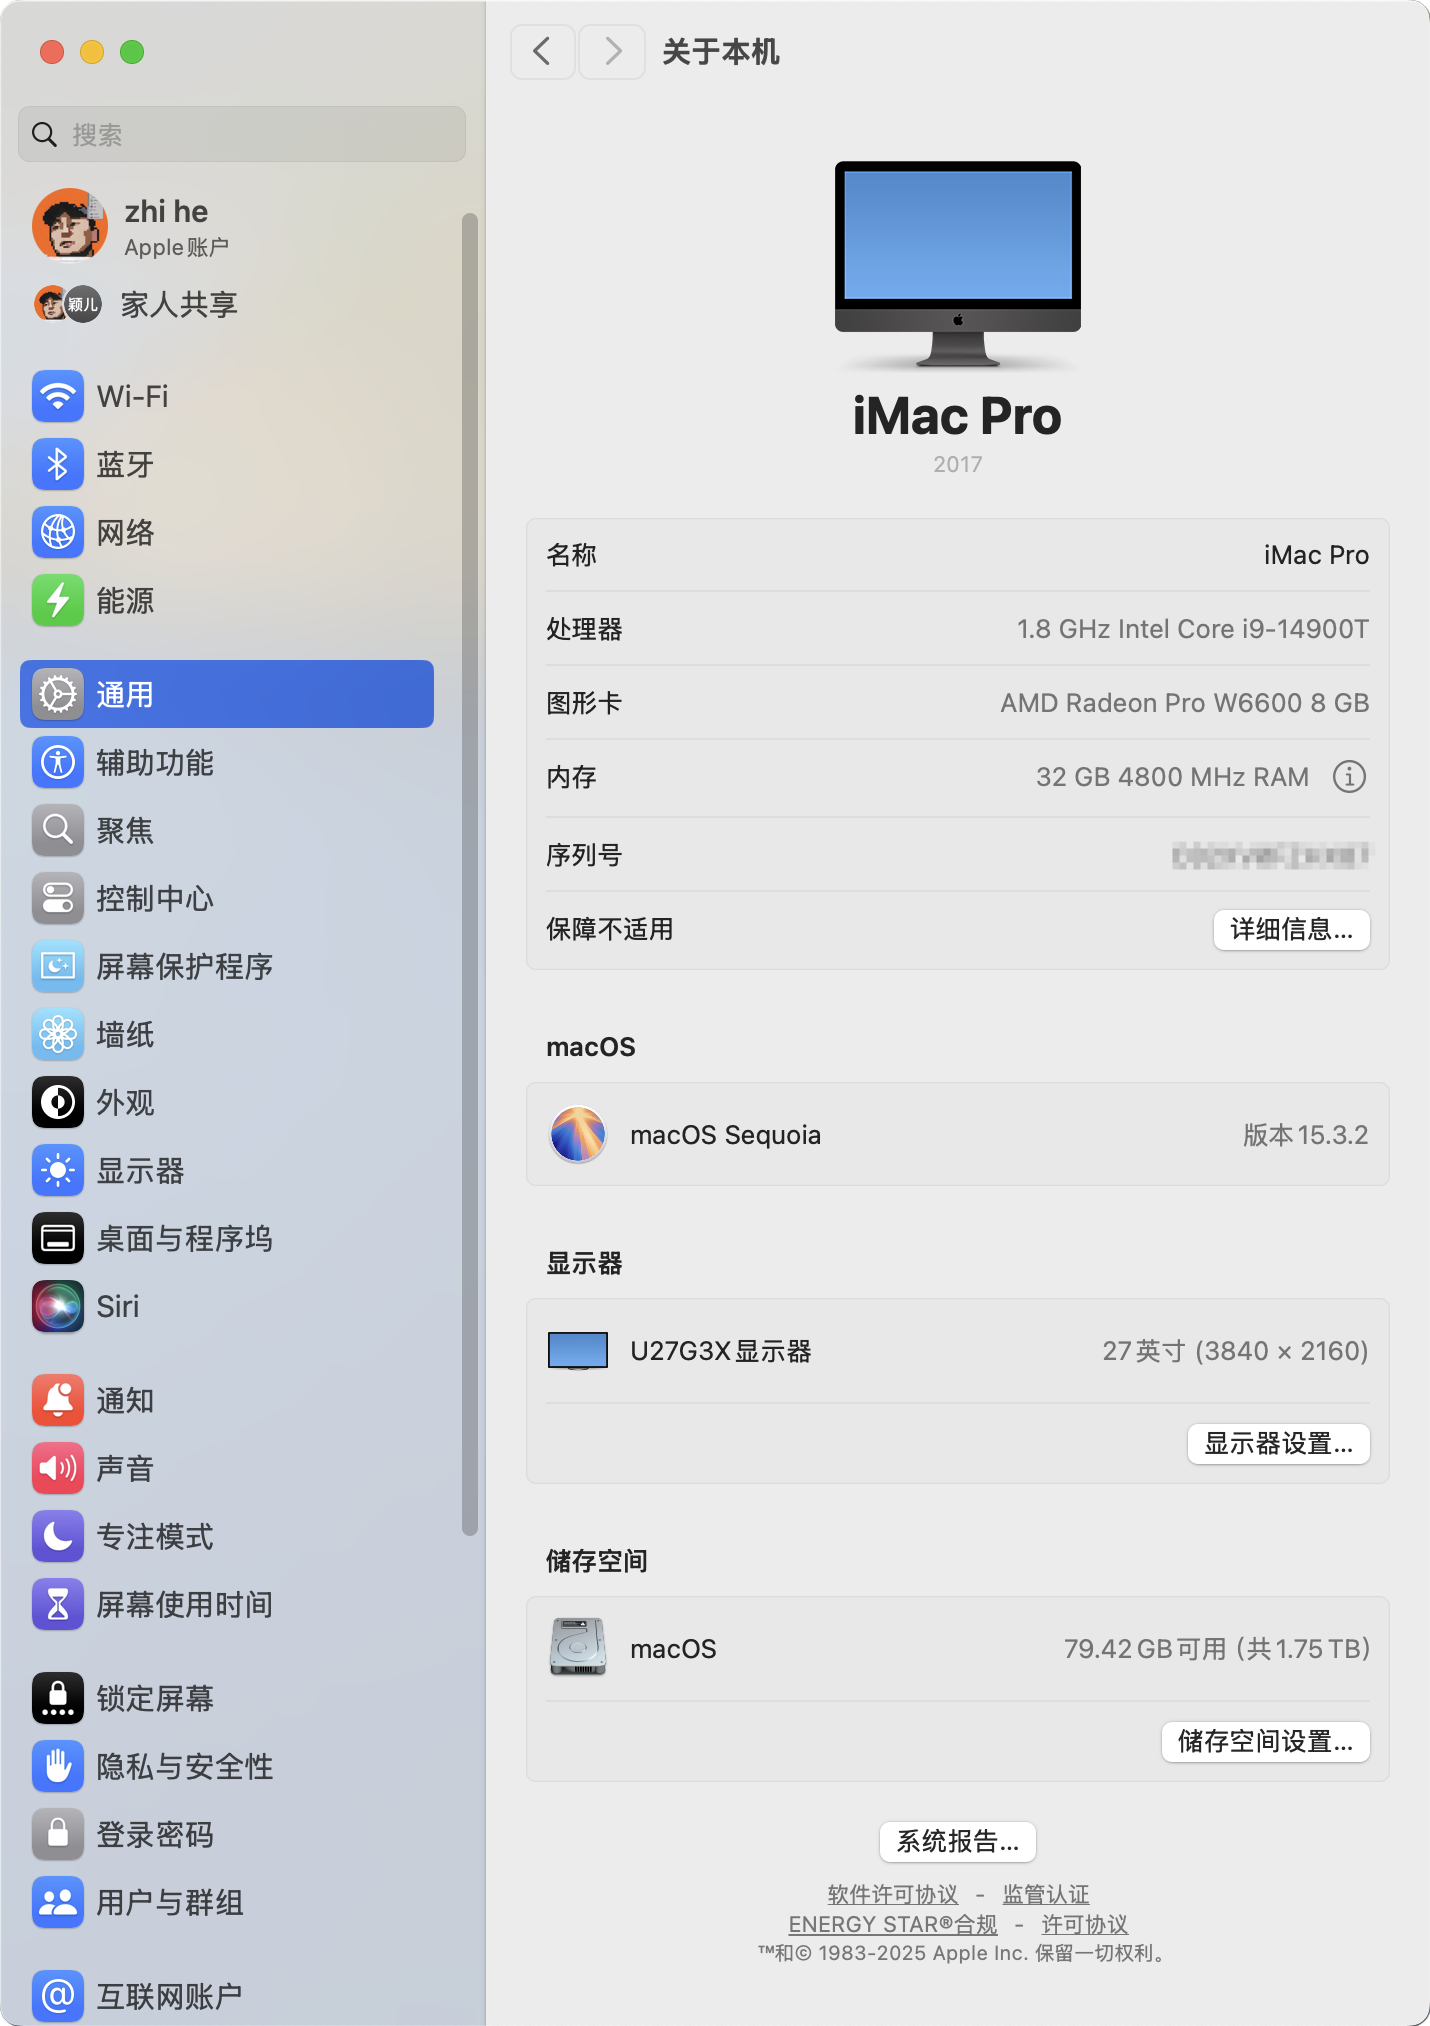 关于本机
搜索
zhi he
Apple账户
颖儿
家人共享
Wi-Fi
蓝牙
网络
能源
通用
辅助功能
聚焦
控制中心
屏幕保护程序
墙纸
外观
显示器
桌面与程序坞
Siri
通知
声音
专注模式
屏幕使用时间
锁定屏幕
隐私与安全性
登录密码
用户与群组
互联网账户
iMac Pro
2017
名称 iMac Pro
处理器 1.8 GHz Intel Core i9-14900T
图形卡 AMD Radeon Pro W6600 8 GB
内存 32 GB 4800 MHz RAM
序列号
保障不适用 详细信息...
macOS
macOS Sequoia 版本15.3.2
显示器
U27G3X显示器 27英寸 (3840 × 2160)
显示器设置...
储存空间
macOS 79.42 GB可用 (共1.75 TB)
储存空间设置...
系统报告...
软件许可协议 - 监管认证
ENERGY STAR®合规 - 许可协议
™和© 1983-2025 Apple Inc. 保留一切权利。